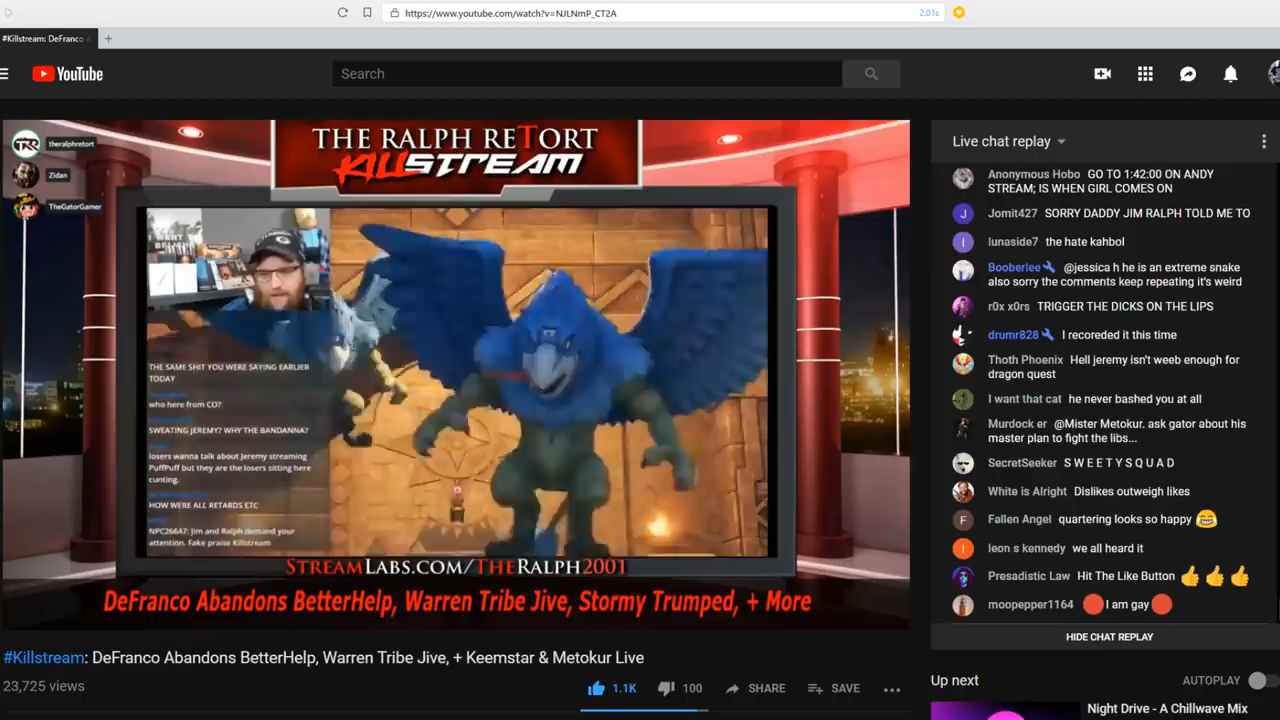 https://www.youtube.com/watch?v=NJLNmP_CT2A
2.01s
#Killstream: DeFranco A
YouTube
Search
THE RALPH RETORT
KILLSTREAM
TRR
theralphretort
Zidan
TheGatorGamer
THE SAME SHIT YOU WERE SAYING EARLIER
TODAY
who here from CO?
SWEATING JEREMY? WHY THE BANDANNA?
losers wanna talk about Jeremy streaming
PuffPuff but they are the losers sitting here
cunting.
HOW WERE ALL RETARDS ETC
NPC26647: Jim and Ralph demand your
attention. Fake praise Killstream
STREAMLABS.COM/THERALPH2001
DeFranco Abandons BetterHelp, Warren Tribe Jive, Stormy Trumped, + More
#Killstream: DeFranco Abandons BetterHelp, Warren Tribe Jive, + Keemstar & Metokur Live
23,725 views
1.1K
100
SHARE
SAVE
Live chat replay
Anonymous Hobo GO TO 1:42:00 ON ANDY
STREAM; IS WHEN GIRL COMES ON
J
Jomit427 SORRY DADDY JIM RALPH TOLD ME TO
l
lunaside7 the hate kahbol
Booberlee @jessica h he is an extreme snake
also sorry the comments keep repeating it's weird
r0x x0rs TRIGGER THE DICKS ON THE LIPS
drumr828 I recoreded it this time
Thoth Phoenix Hell jeremy isn't weeb enough for
dragon quest
I want that cat he never bashed you at all
Murdock er @Mister Metokur. ask gator about his
master plan to fight the libs...
SecretSeeker S W E E T Y S Q U A D
White is Alright Dislikes outweigh likes
F
Fallen Angel quartering looks so happy
l
leon s kennedy we all heard it
Presadistic Law Hit The Like Button
moopepper1164 I am gay
HIDE CHAT REPLAY
Up next
AUTOPLAY
Night Drive - A Chillwave Mix